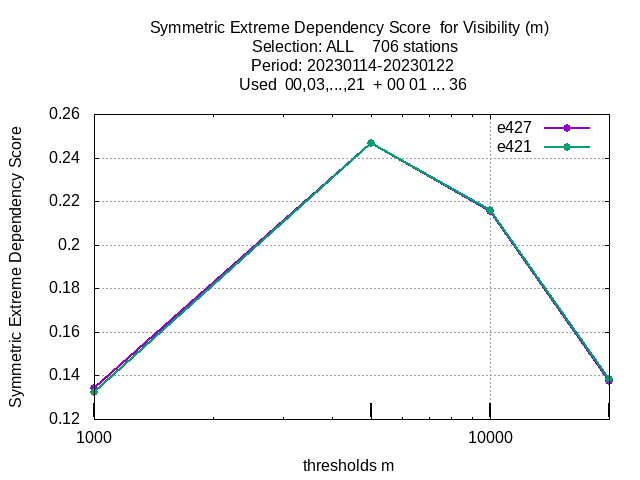 Symmetric Extreme Dependency Score  for Visibility (m)
Selection: ALL    706 stations
Period: 20230114-20230122
Used  00,03,...,21  + 00 01 ... 36
e427
e421
Symmetric Extreme Dependency Score
0.26
0.24
0.22
0.2
0.18
0.16
0.14
0.12
1000 10000
thresholds m